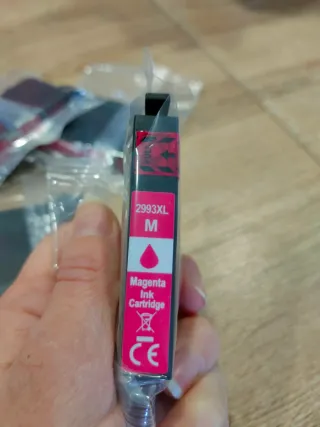 2993XL
M
Magenta
Ink
Cartridge
CE